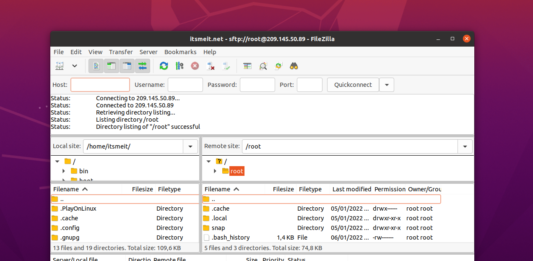 itsmeit.net - sftp://root@209.145.50.89 - FileZilla
File Edit View Transfer Server Bookmarks Help
Host: Username: Password: Port: Quickconnect
Status: Connecting to 209.145.50.89...
Status: Connected to 209.145.50.89
Status: Retrieving directory listing...
Status: Listing directory /root
Status: Directory listing of "/root" successful
Local site: /home/itsmeit/ Remote site: /root
/ /
bin root
boot
Filename Filesize Filetype Filename Filesize Filetype Last modified Permission Owner/Grou
.. ..
.PlayOnLinux Directory .cache Directory 05/01/2022 ... drwx------ root root
.cache Directory .local Directory 05/01/2022 ... drwxr-xr-x root root
.config Directory snap Directory 05/01/2022 ... drwxr-xr-x root root
.gnupg Directory .bash_history 1,4 KB File 06/01/2022 ... -rw------- root root
13 files and 19 directories. Total size: 109,6 KB 5 files and 3 directories. Total size: 74,8 KB
Server/Local file Directio Remote file Size Priority Status